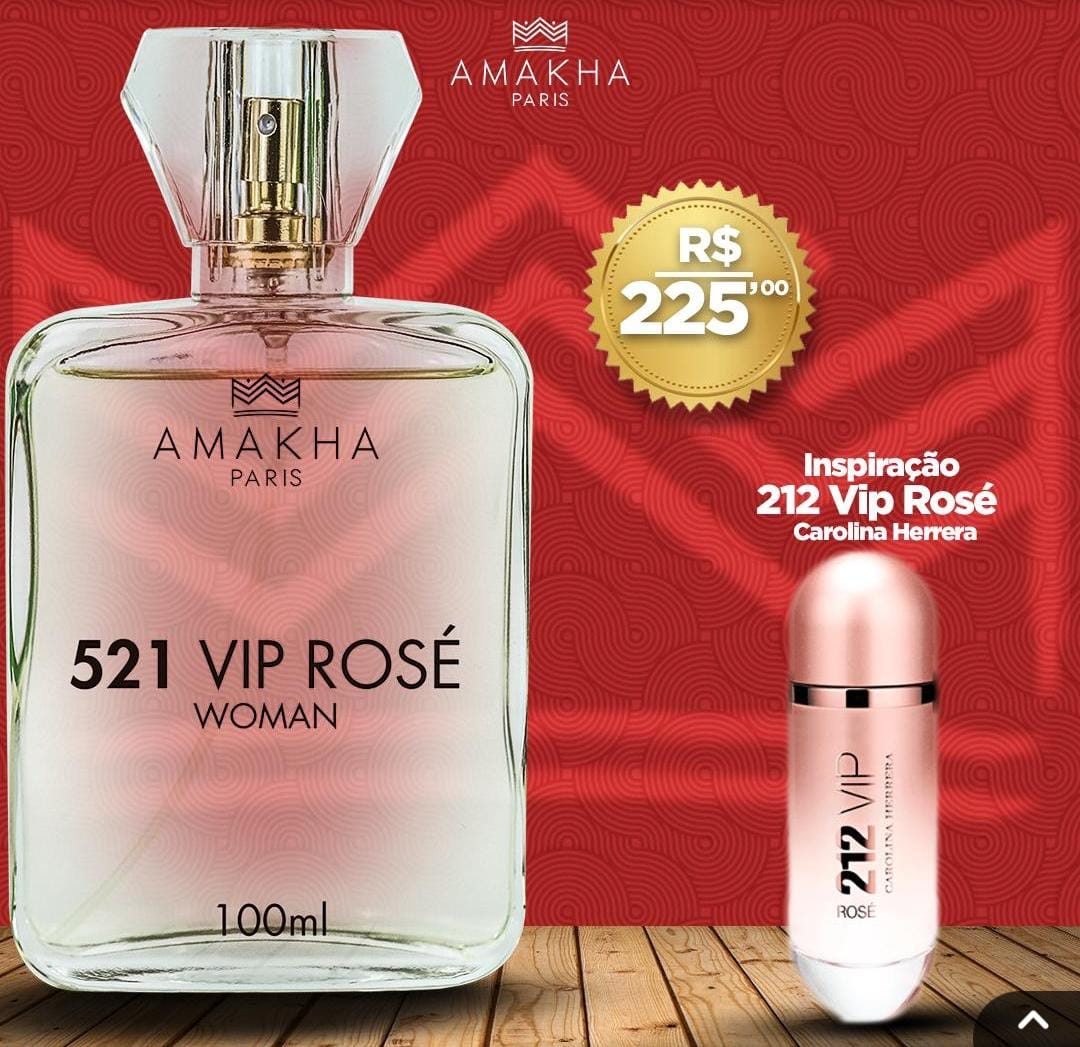 AMAKHA
PARIS
R$
225,00
AMAKHA
PARIS
Inspiração
212 Vip Rosé
Carolina Herrera
521 VIP ROSÉ
WOMAN
212 VIP
CAROLINA HERRERA
ROSÉ
100ml